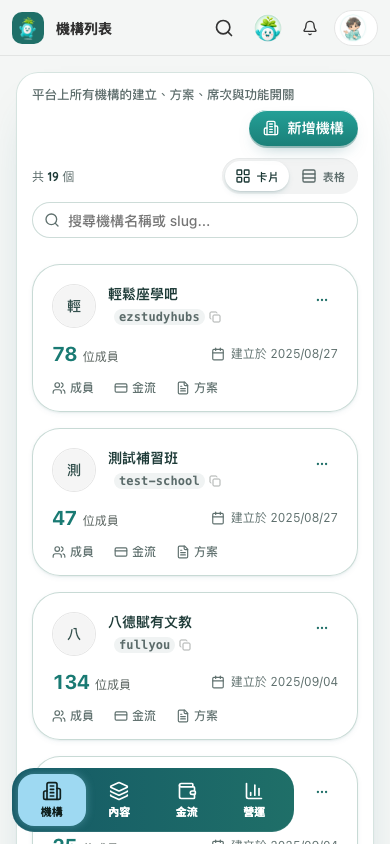 機構列表
平台上所有機構的建立、方案、席次與功能開關
新增機構
共 19 個
卡片
表格
搜尋機構名稱或 slug...
輕
輕鬆座學吧
ezstudyhubs
78 位成員
建立於 2025/08/27
成員
金流
方案
測
測試補習班
test-school
47 位成員
建立於 2025/08/27
成員
金流
方案
八
八德賦有文教
fullyou
134 位成員
建立於 2025/09/04
成員
金流
方案
機構
內容
金流
營運